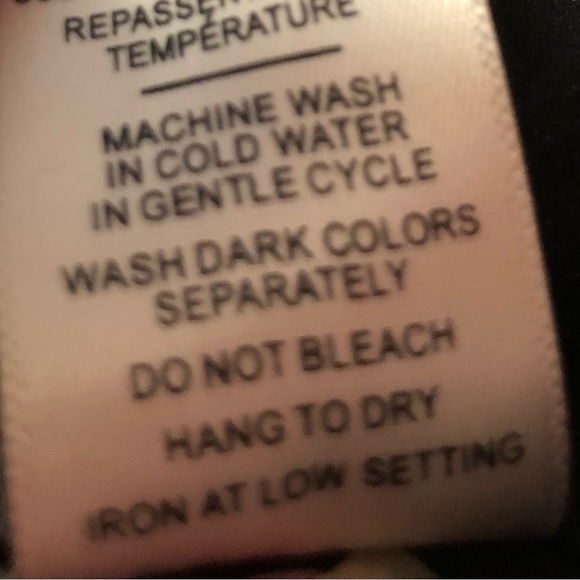 REPASSER
TEMPÉRATURE
MACHINE WASH
IN COLD WATER
IN GENTLE CYCLE
WASH DARK COLORS
SEPARATELY
DO NOT BLEACH
HANG TO DRY
IRON AT LOW SETTING